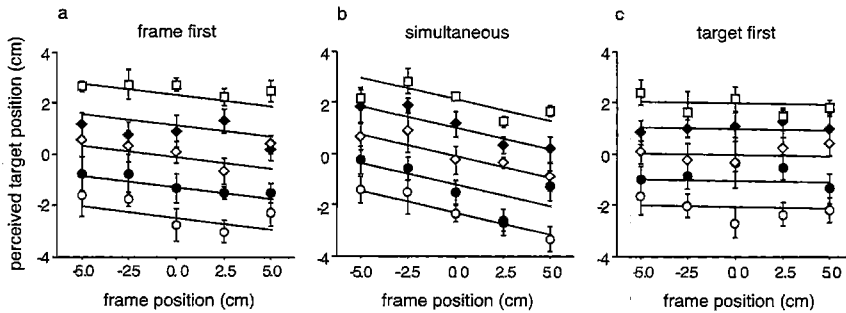 a
frame first
b
simultaneous
c
target first
perceived target position (cm)
4
2
0
-2
-4
-5.0 -2.5 0.0 2.5 5.0
frame position (cm)
4
2
0
-2
-4
-5.0 -2.5 0.0 2.5 5.0
frame position (cm)
4
2
0
-2
-4
-5.0 -2.5 0.0 2.5 5.0
frame position (cm)